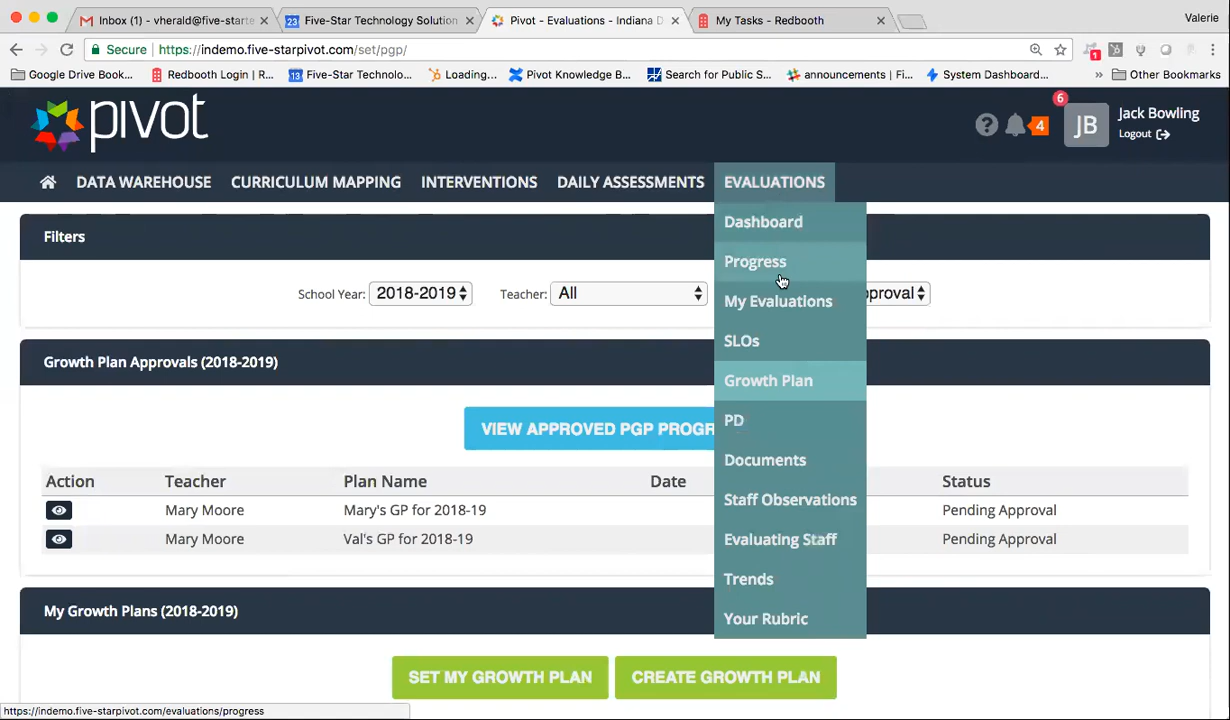 Inbox (1) - vherald@five-starte
23 Five-Star Technology Solution
Pivot - Evaluations - Indiana D
My Tasks - Redbooth
Valerie
Secure https://indemo.five-starpivot.com/set/pgp/
1
Google Drive Book...
Redbooth Login | R...
13 Five-Star Technolo...
Loading...
Pivot Knowledge B...
Search for Public S...
announcements | Fi...
System Dashboard...
» Other Bookmarks
pivot
? 4 6 JB Jack Bowling
Logout
DATA WAREHOUSE CURRICULUM MAPPING INTERVENTIONS DAILY ASSESSMENTS EVALUATIONS
Dashboard
Progress
My Evaluations
SLOs
Growth Plan
PD
Documents
Staff Observations
Evaluating Staff
Trends
Your Rubric
Filters
School Year: 2018-2019 Teacher: All proval
Growth Plan Approvals (2018-2019)
VIEW APPROVED PGP PROGR
Action Teacher Plan Name Date Status
Mary Moore Mary's GP for 2018-19 Pending Approval
Mary Moore Val's GP for 2018-19 Pending Approval
My Growth Plans (2018-2019)
SET MY GROWTH PLAN CREATE GROWTH PLAN
https://indemo.five-starpivot.com/evaluations/progress